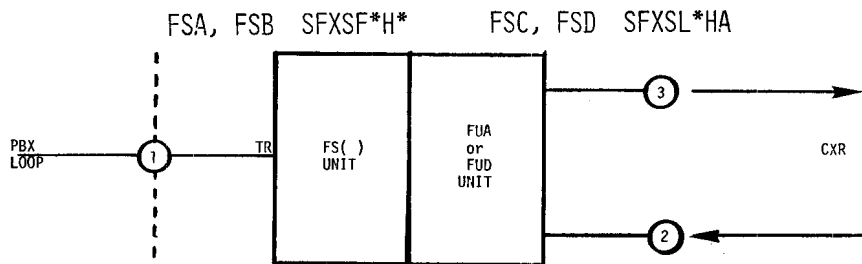 FSA, FSB SFXSF*H* FSC, FSD SFXSL*HA
3
PBX
LOOP
1
TR
FS( )
UNIT
FUA
or
FUD
UNIT
CXR
2